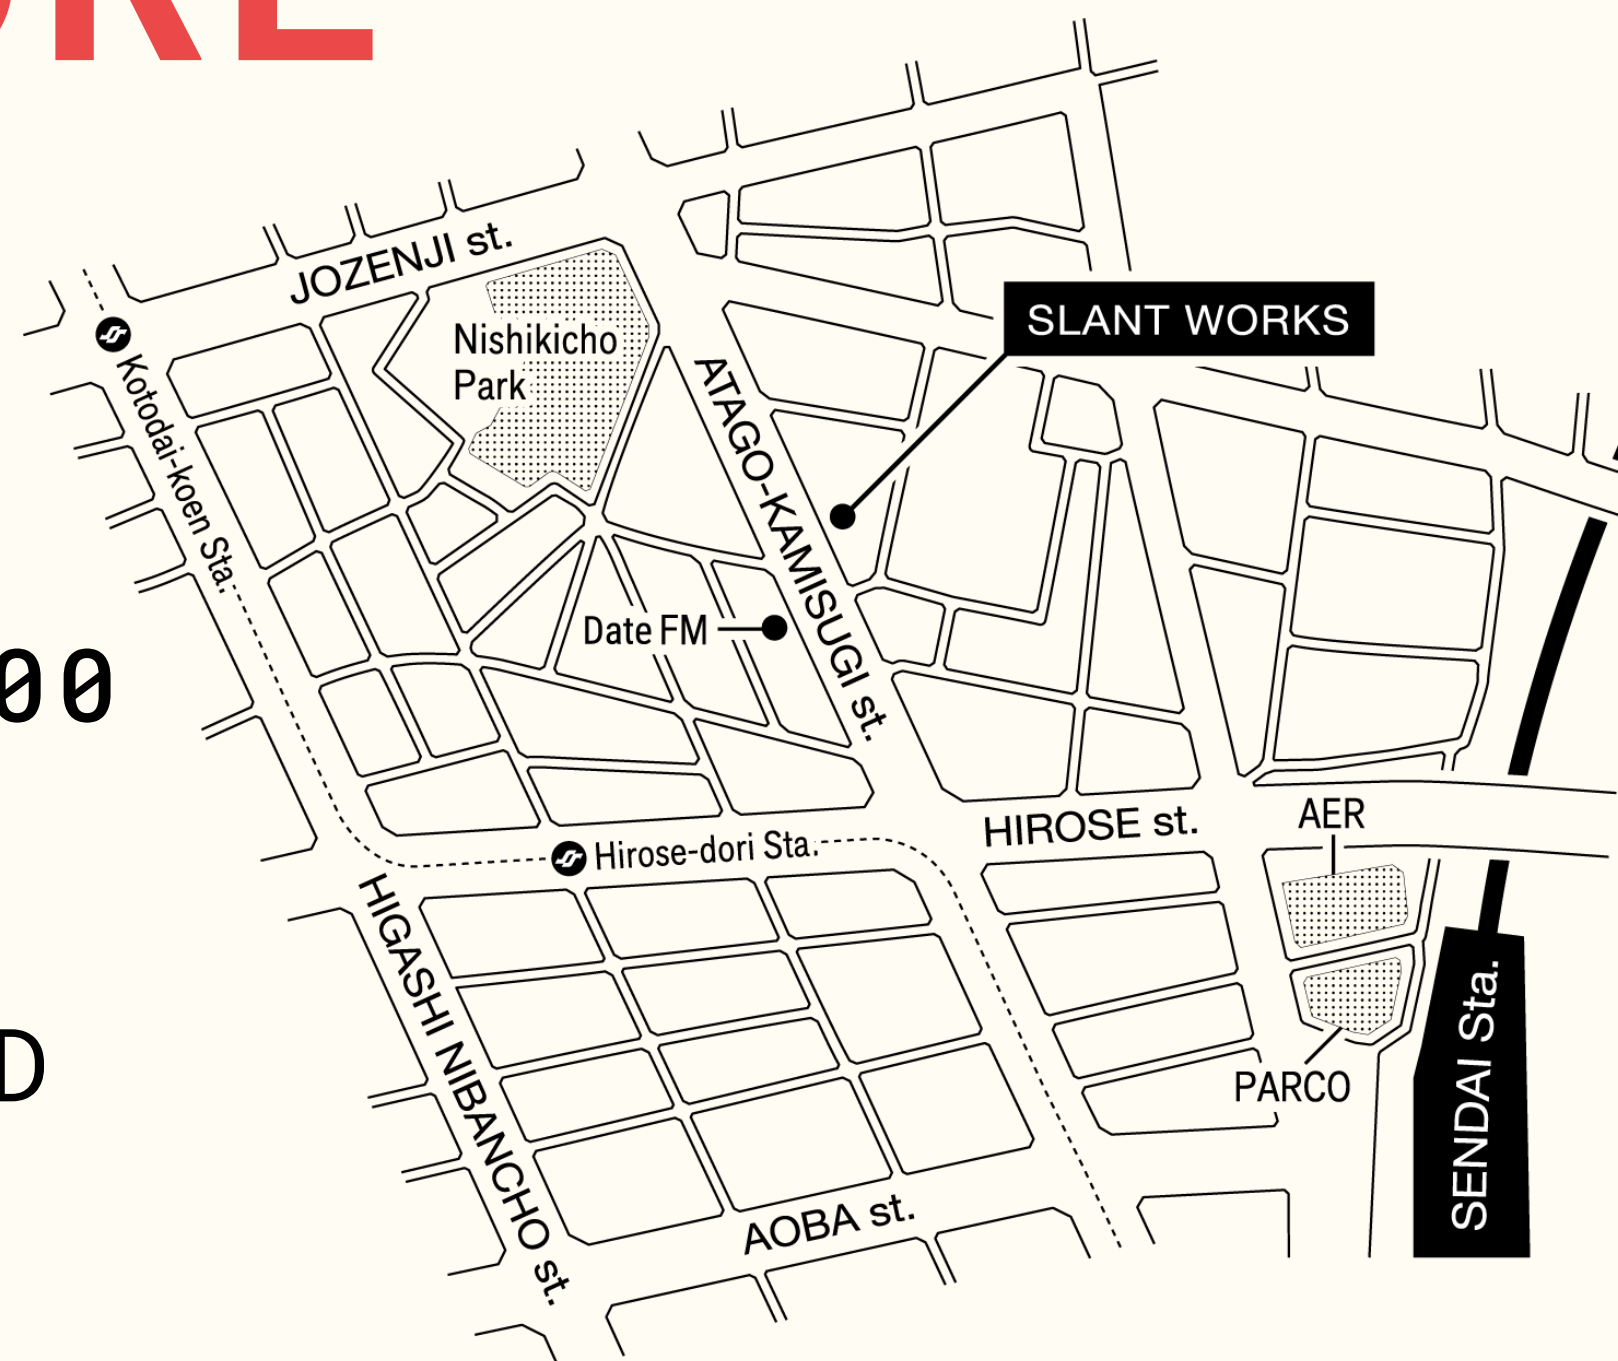 ORE
JOZENJI st.
SLANT WORKS
Nishikicho
Park
Kotodai-koen Sta.
ATAGO-KAMISUGI st.
Date FM
00
AER
HIROSE st.
Hirose-dori Sta.
HIGASHI NIBANCHO st.
SENDAI Sta.
D
PARCO
AOBA st.